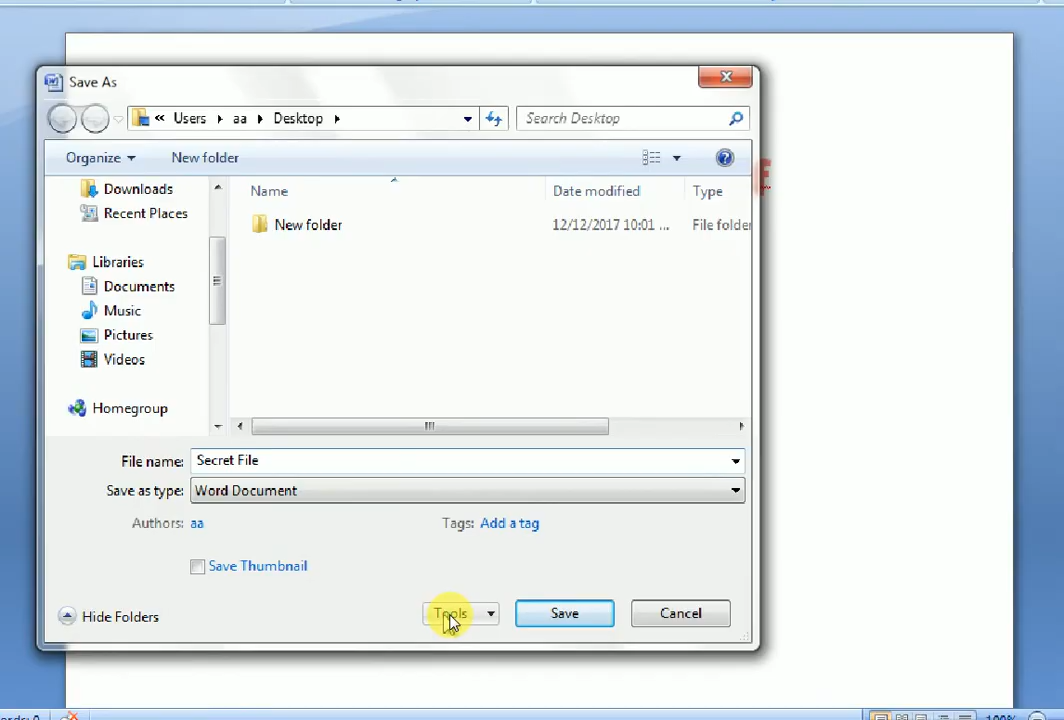 Save As
« Users Desktop aa
Search Desktop
Organize
New folder
Downloads
Recent Places
Libraries
Documents
Music
Pictures
Videos
Homegroup
Name
Date modified
Type
New folder
12/12/2017 10:01 ...
File folder
File name: Secret File
Save as type: Word Document
Authors: aa
Tags: Add a tag
Save Thumbnail
Hide Folders
Tools
Save
Cancel
100%